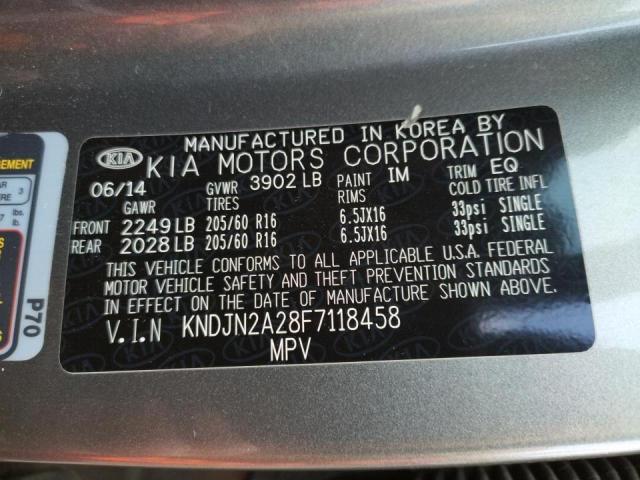 MANUFACTURED IN KOREA BY
KIA KIA MOTORS CORPORATION
06/14 GVWR 3902 LB PAINT IM TRIM EQ
GAWR TIRES RIMS COLD TIRE INFL
FRONT 2249 LB 205/60 R16 6.5JX16 33psi SINGLE
REAR 2028 LB 205/60 R16 6.5JX16 33psi SINGLE
THIS VEHICLE CONFORMS TO ALL APPLICABLE U.S.A. FEDERAL
MOTOR VEHICLE SAFETY AND THEFT PREVENTION STANDARDS
IN EFFECT ON THE DATE OF MANUFACTURE SHOWN ABOVE.
V.I.N KNDJN2A28F7118458
MPV
P70
3
lbs.